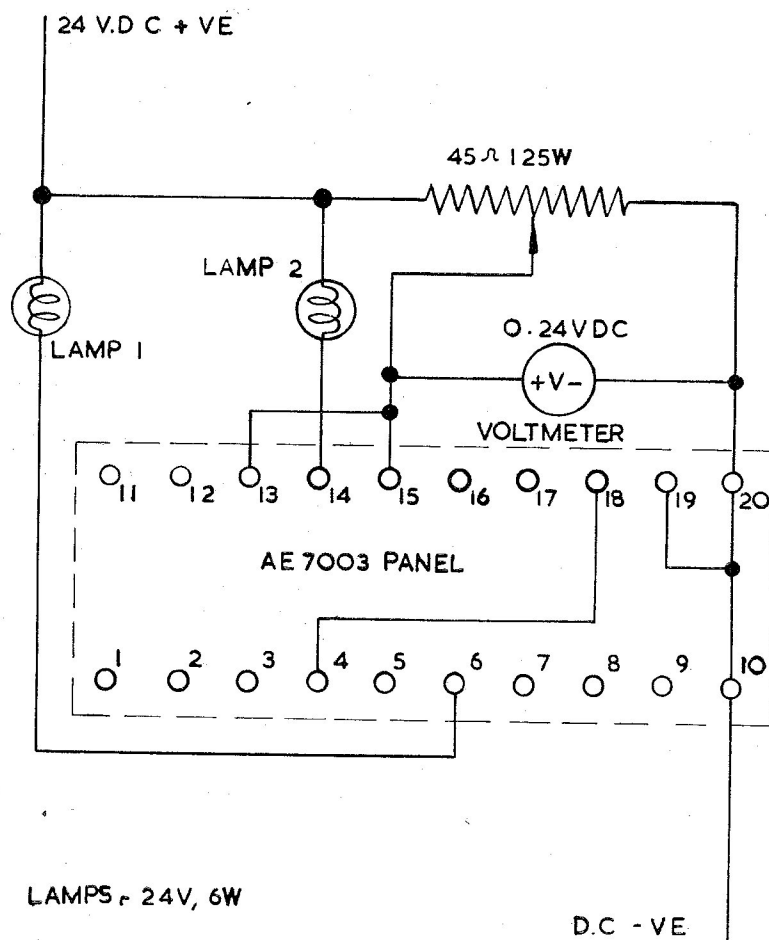 24 V.D C + VE
45Ω 125W
LAMP 2
LAMP 1
0.24VDC
+V-
VOLTMETER
11 12 13 14 15 16 17 18 19 20
AE 7003 PANEL
1 2 3 4 5 6 7 8 9 10
LAMPS - 24V, 6W
D.C - VE